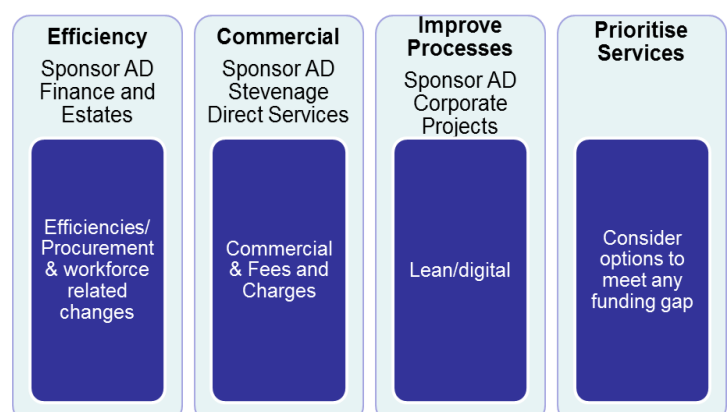 Efficiency
Sponsor AD
Finance and
Estates
Efficiencies/
Procurement
& workforce
related
changes
Commercial
Sponsor AD
Stevenage
Direct Services
Commercial
& Fees and
Charges
Improve
Processes
Sponsor AD
Corporate
Projects
Lean/digital
Prioritise
Services
Consider
options to
meet any
funding gap